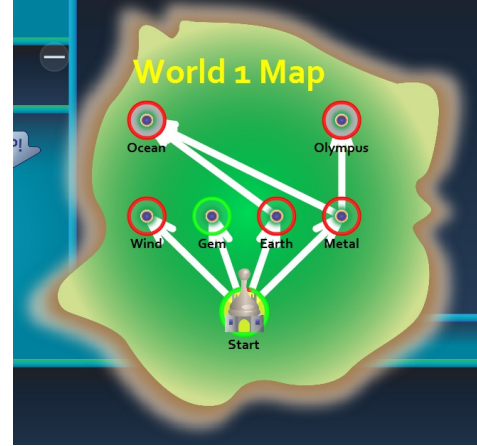 World 1 Map
Ocean
Olympus
P!
Wind
Gem
Earth
Metal
Start